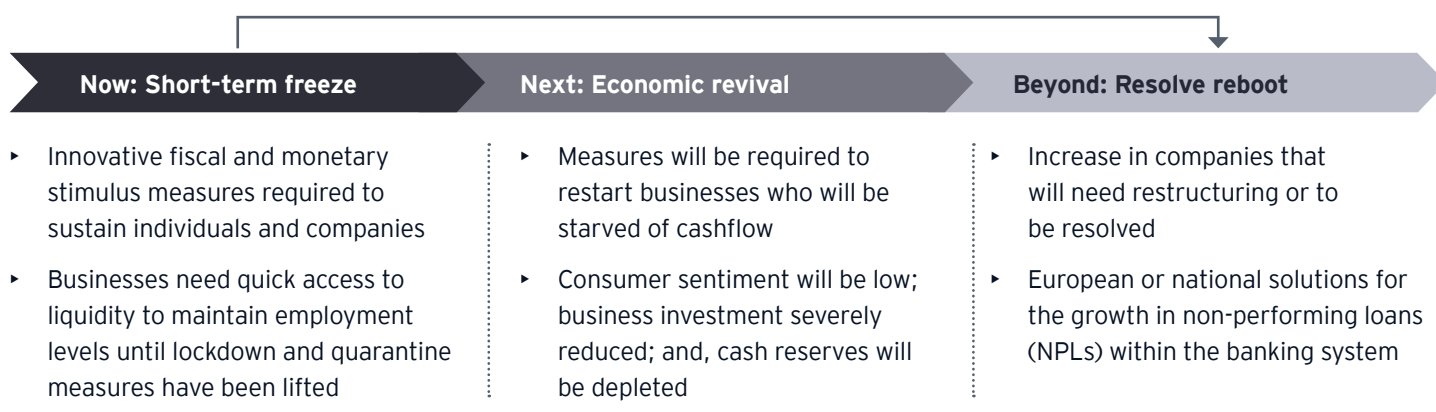 Now: Short-term freeze
Next: Economic revival
Beyond: Resolve reboot
‣ Innovative fiscal and monetary
stimulus measures required to
sustain individuals and companies
‣ Businesses need quick access to
liquidity to maintain employment
levels until lockdown and quarantine
measures have been lifted
‣ Measures will be required to
restart businesses who will be
starved of cashflow
‣ Consumer sentiment will be low;
business investment severely
reduced; and, cash reserves will
be depleted
‣ Increase in companies that
will need restructuring or to
be resolved
‣ European or national solutions for
the growth in non-performing loans
(NPLs) within the banking system